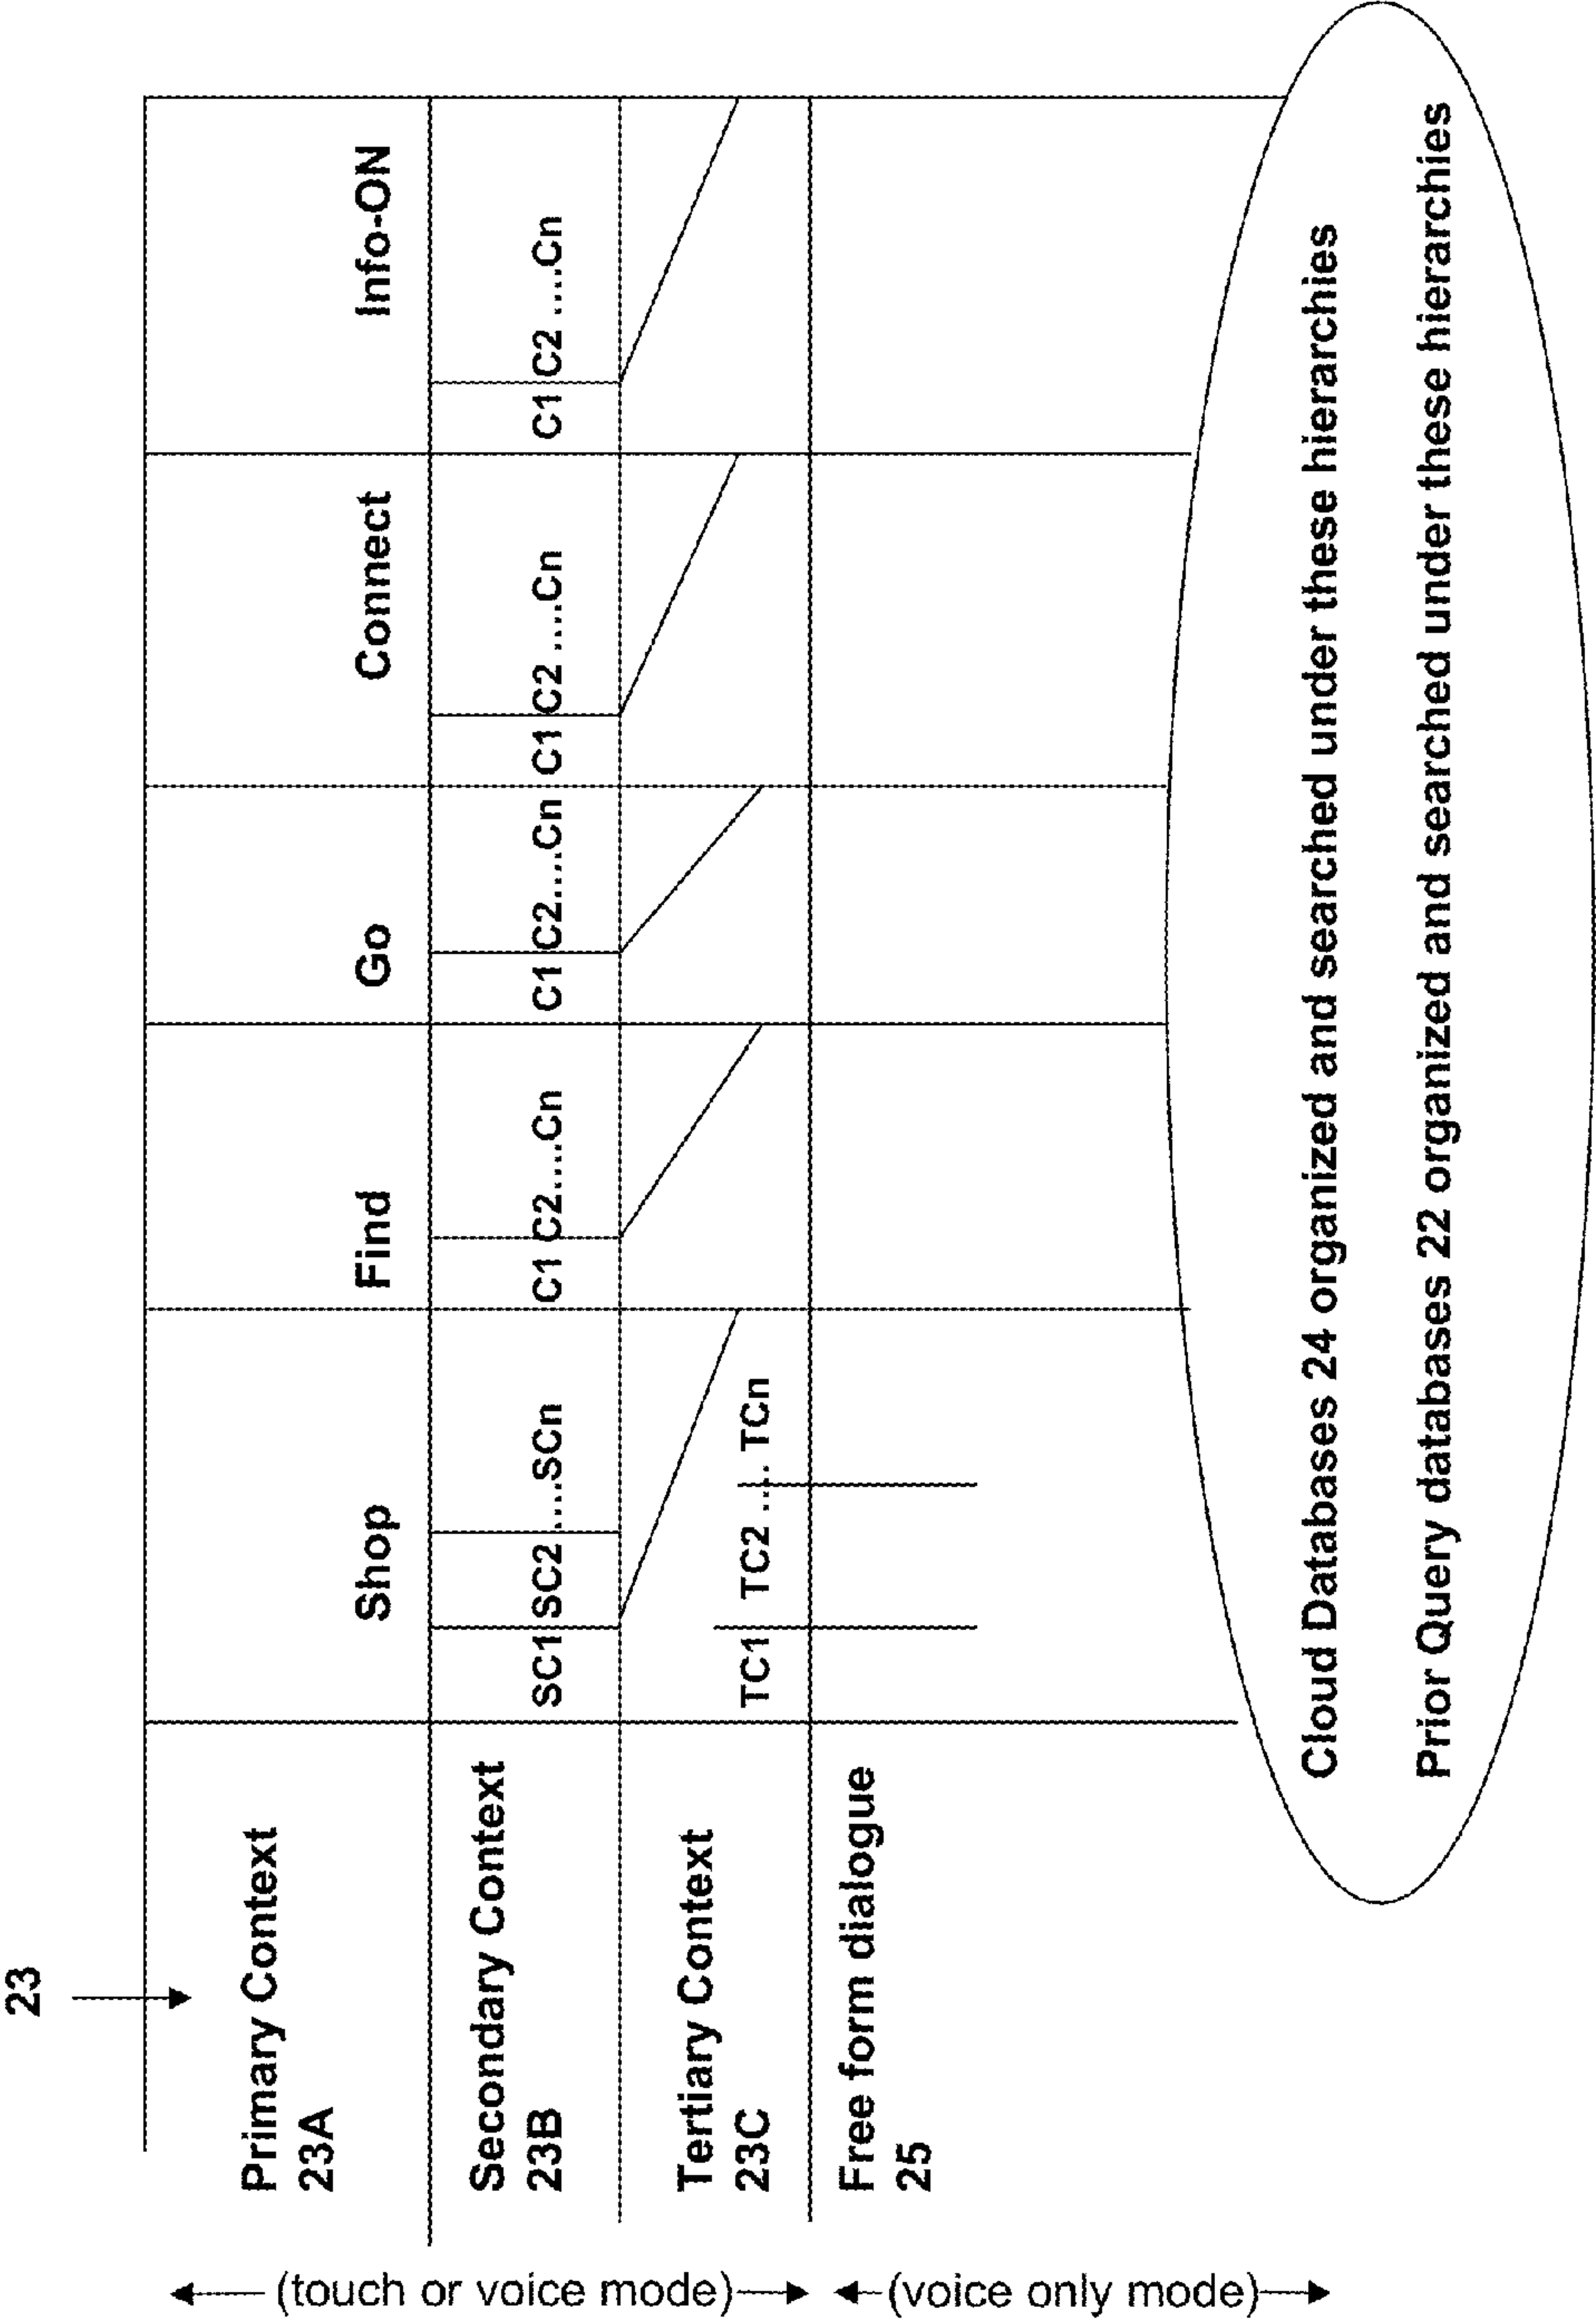 23
Primary Context
23A
Shop
Find
Go
Connect
Info-ON
Secondary Context
23B
SC1 SC2 ....SCn
C1 C2....Cn
C1 C2....Cn
C1 C2 ....Cn
C1 C2 ....Cn
Tertiary Context
23C
TC1 TC2 .... TCn
Free form dialogue
25
(touch or voice mode)
(voice only mode)
Cloud Databases 24 organized and searched under these hierarchies
Prior Query databases 22 organized and searched under these hierarchies